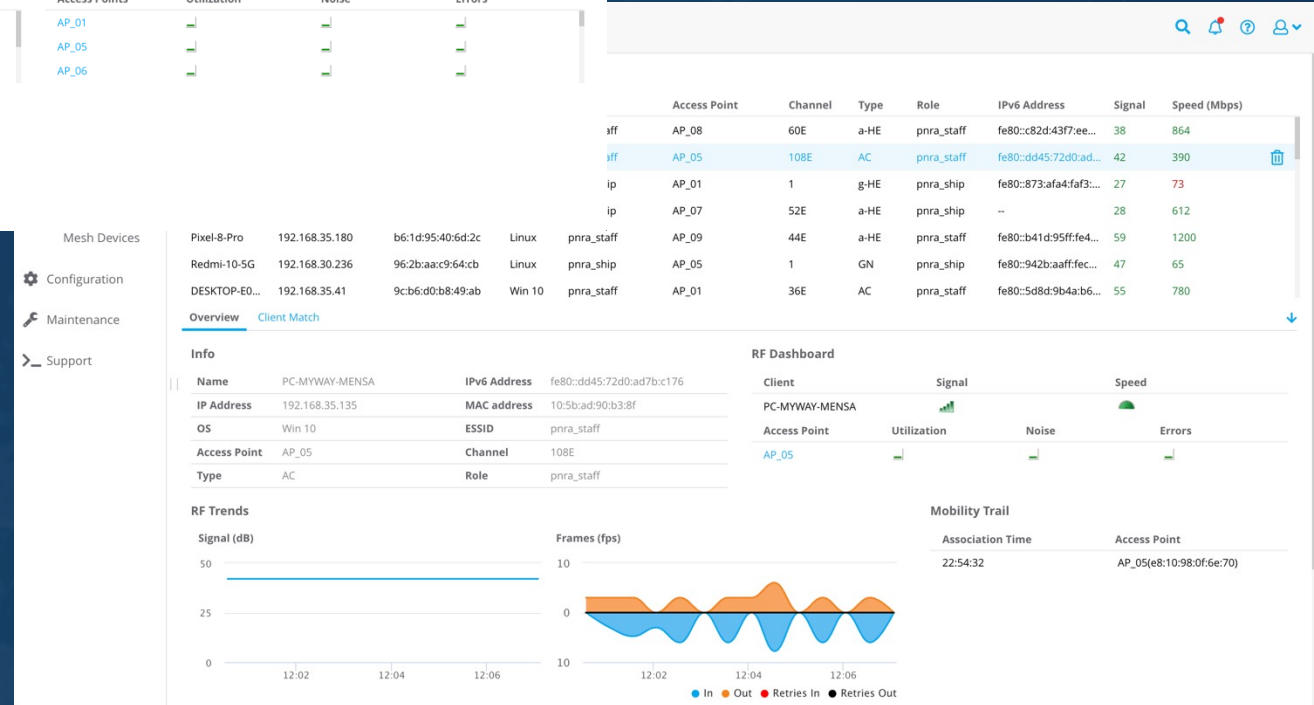 Access Points Utilization Noise Errors
AP_01
AP_05
AP_06
Access Point Channel Type Role IPv6 Address Signal Speed (Mbps)
aff AP_08 60E a-HE pnra_staff fe80::c82d:43f7:ee... 38 864
aff AP_05 108E AC pnra_staff fe80::dd45:72d0:ad... 42 390
ip AP_01 1 g-HE pnra_ship fe80::873:afa4:faf3:... 27 73
ip AP_07 52E a-HE pnra_ship -- 28 612
Mesh Devices
Pixel-8-Pro 192.168.35.180 b6:1d:95:40:6d:2c Linux pnra_staff AP_09 44E a-HE pnra_staff fe80::b41d:95ff:fe4... 59 1200
Redmi-10-5G 192.168.30.236 96:2b:aa:c9:64:cb Linux pnra_ship AP_05 1 GN pnra_ship fe80::942b:aaff:fec... 47 65
DESKTOP-E0... 192.168.35.41 9c:b6:d0:b8:49:ab Win 10 pnra_staff AP_01 36E AC pnra_staff fe80::5d8d:9b4a:b6... 55 780
Configuration
Maintenance
Support
Overview Client Match
Info
Name PC-MYWAY-MENSA IPv6 Address fe80::dd45:72d0:ad7b:c176
IP Address 192.168.35.135 MAC address 10:5b:ad:90:b3:8f
OS Win 10 ESSID pnra_staff
Access Point AP_05 Channel 108E
Type AC Role pnra_staff
RF Dashboard
Client Signal Speed
PC-MYWAY-MENSA
Access Point Utilization Noise Errors
AP_05
RF Trends
Signal (dB)
50
25
0
12:02 12:04 12:06
Frames (fps)
10
0
10
12:02 12:04 12:06
In Out Retries In Retries Out
Mobility Trail
Association Time Access Point
22:54:32 AP_05(e8:10:98:0f:6e:70)